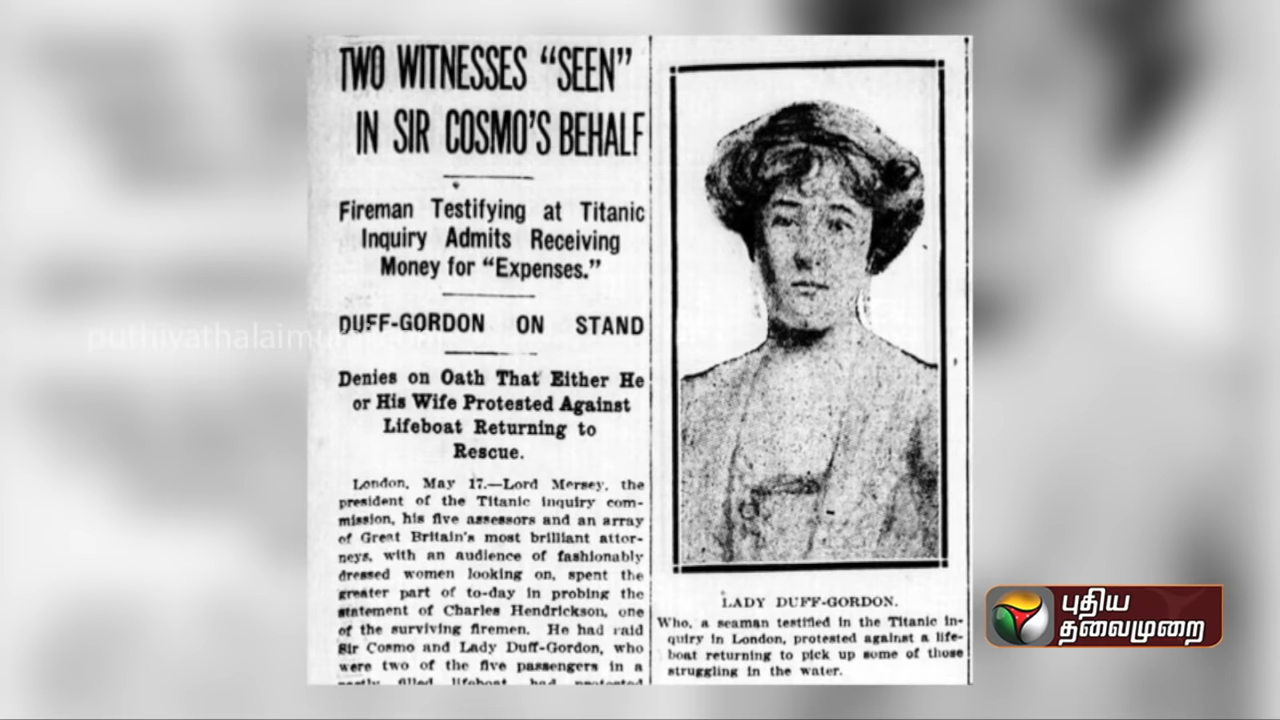 TWO WITNESSES "SEEN"
IN SIR COSMO'S BEHALF
Fireman Testifying at Titanic
Inquiry Admits Receiving
Money for "Expenses."
DUFF-GORDON ON STAND
Denies on Oath That Either He
or His Wife Protested Against
Lifeboat Returning to
Rescue.
London, May 17.—Lord Mersey, the
president of the Titanic inquiry com-
mission, his five assessors and an array
of Great Britain's most brilliant attor-
neys, with an audience of fashionably
dressed women looking on, spent the
greater part of to-day in probing the
statement of Charles Hendrickson, one
of the surviving firemen. He had said
Sir Cosmo and Lady Duff-Gordon, who
were two of the five passengers in a
partly filled lifeboat, had protested
LADY DUFF-GORDON.
Who, a seaman testified in the Titanic in-
quiry in London, protested against a life-
boat returning to pick up some of those
struggling in the water.
புதிய
தலைமுறை